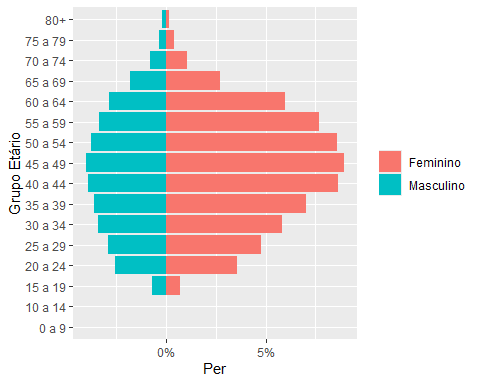 Grupo Etário
80+
75 a 79
70 a 74
65 a 69
60 a 64
55 a 59
50 a 54
45 a 49
40 a 44
35 a 39
30 a 34
25 a 29
20 a 24
15 a 19
10 a 14
0 a 9
0%
5%
Per
Feminino
Masculino